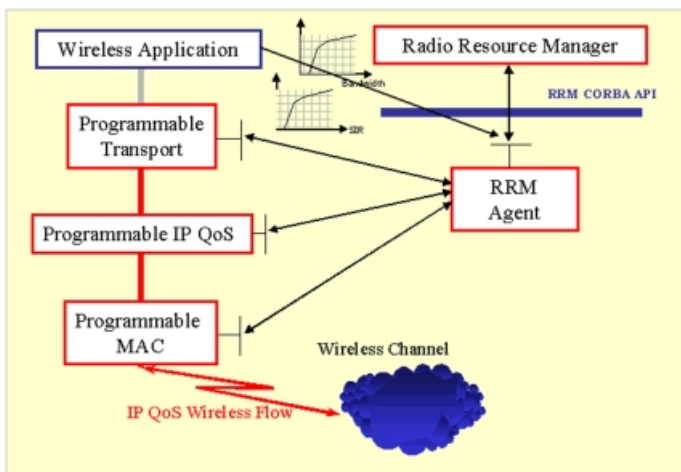 Wireless Application
Radio Resource Manager
Bandwidth
RRM CORBA API
SIR
Programmable
Transport
RRM
Agent
Programmable IP QoS
Programmable
MAC
Wireless Channel
IP QoS Wireless Flow